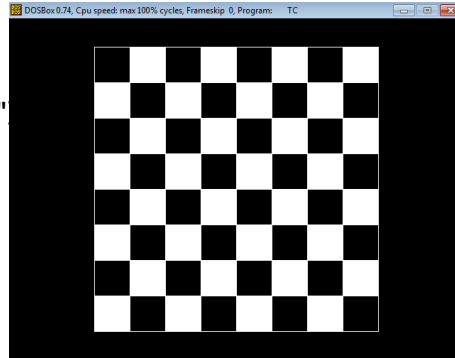 DOSBox 0.74, Cpu speed: max 100% cycles, Frameskip 0, Program: TC
"